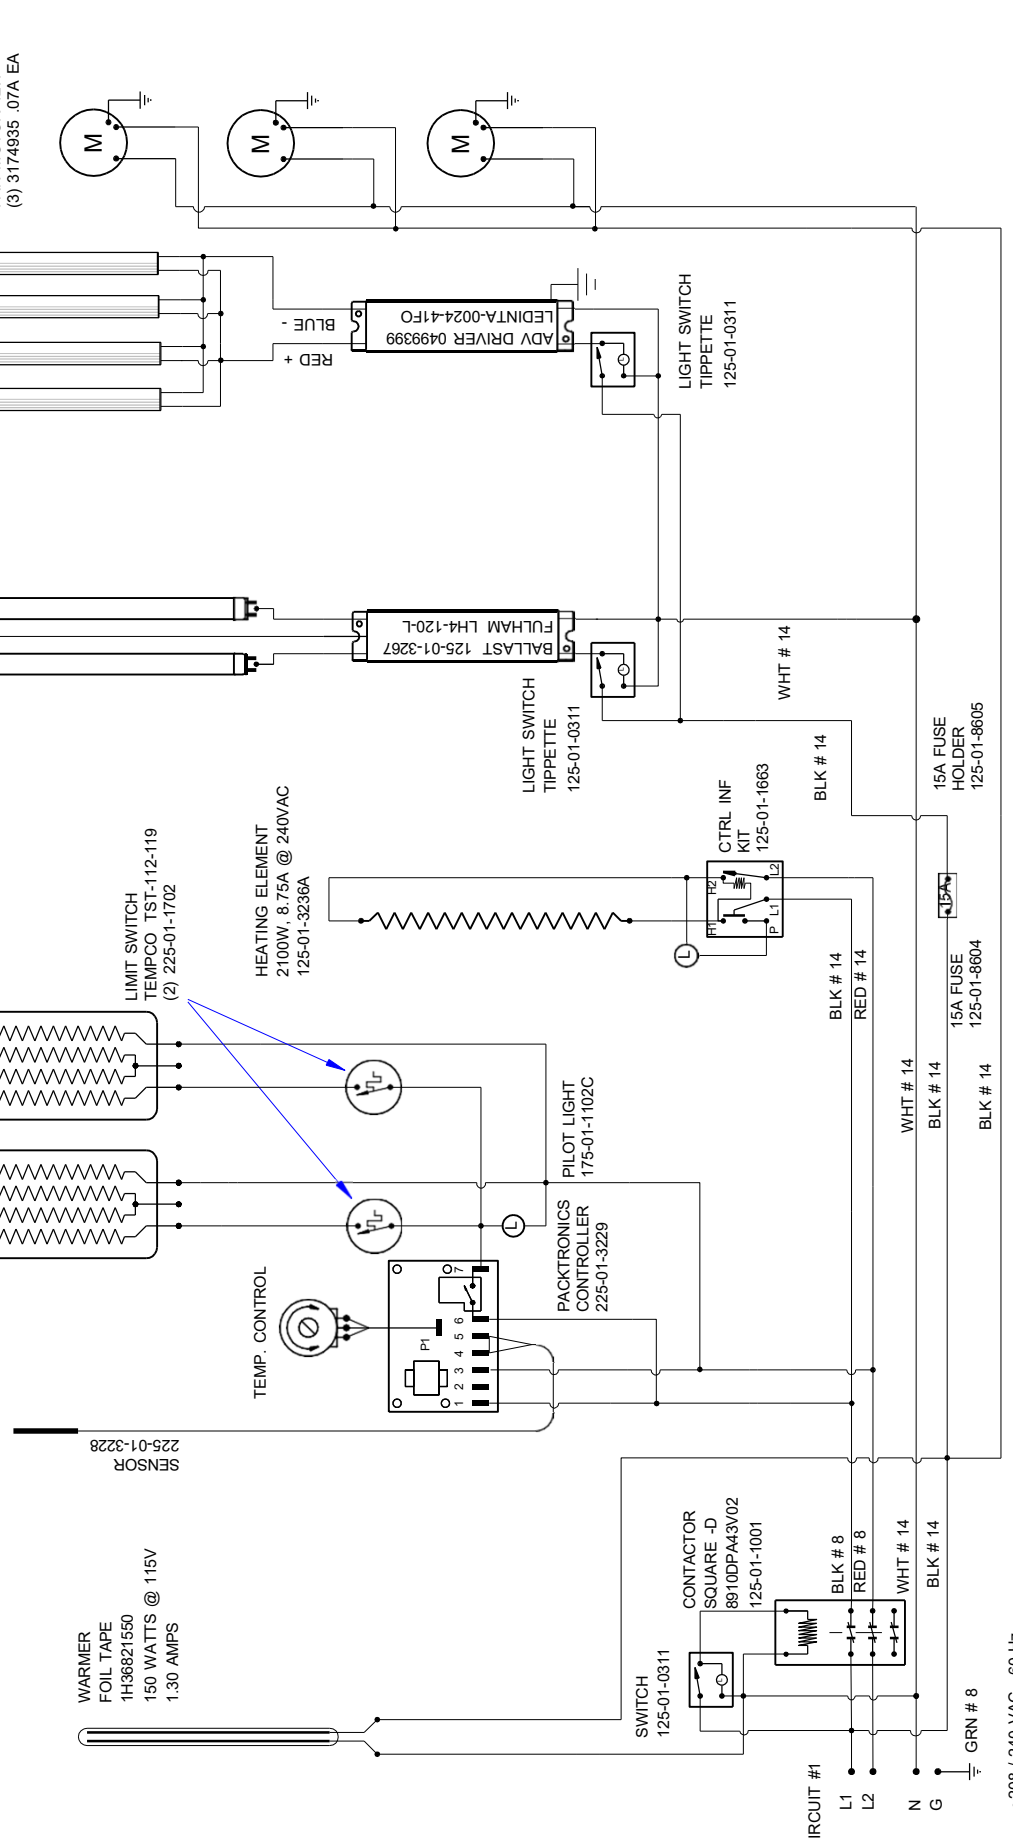 (3) 3174935 .07A EA
M
M
M
BLUE -
RED +
ADV DRIVER 0499399
LEDINTA-0024-41FO
L
LIGHT SWITCH
TIPPETTE
125-01-0311
BALLAST 125-01-3267
FULHAM LH4-120-L
L
LIGHT SWITCH
TIPPETTE
125-01-0311
WHT # 14
BLK # 14
15A FUSE
HOLDER
125-01-8605
LIMIT SWITCH
TEMPCO TST-112-119
(2) 225-01-1702
HEATING ELEMENT
2100W, 8.75A @ 240VAC
125-01-3236A
CTRL INF
KIT
125-01-1663
H1
H2
P
L1
L2
L
15A
15A FUSE
125-01-8604
BLK # 14
RED # 14
WHT # 14
BLK # 14
BLK # 14
PILOT LIGHT
175-01-1102C
L
PACKTRONICS
CONTROLLER
225-01-3229
TEMP. CONTROL
P1
1
2
3
4
5
6
7
SENSOR
225-01-3228
WARMER
FOIL TAPE
1H36821550
150 WATTS @ 115V
1.30 AMPS
CONTACTOR
SQUARE -D
8910DPA43V02
125-01-1001
BLK # 8
RED # 8
WHT # 14
BLK # 14
SWITCH
125-01-0311
L
IRCUIT #1
L1
L2
N
G
GRN # 8